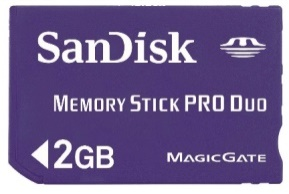 SanDisk
MEMORY STICK PRO DUO
2GB
MAGICGATE